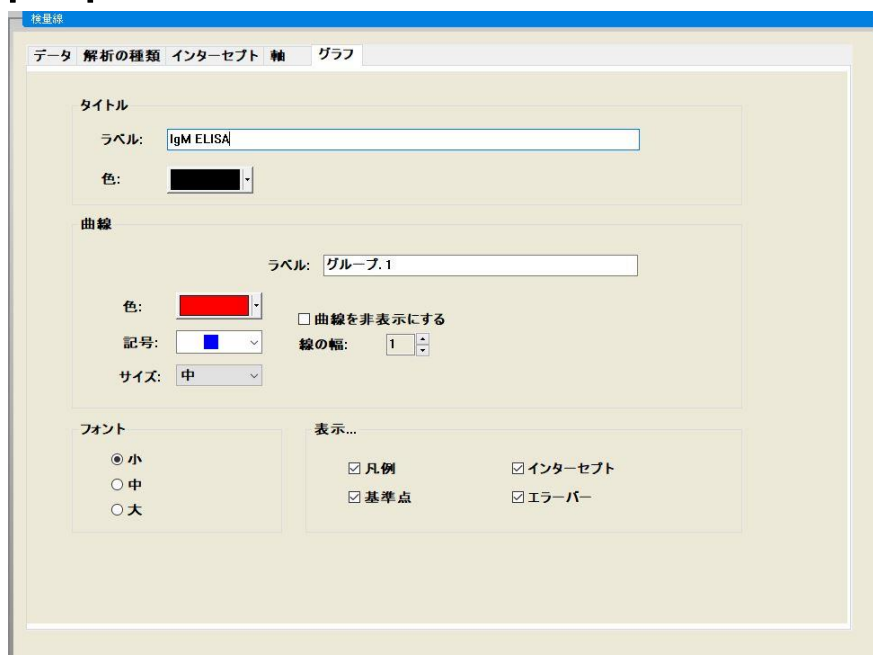 検量線
データ 解析の種類 インターセプト 軸 グラフ
タイトル
ラベル: IgM ELISA
色:
曲線
ラベル: グループ. 1
色:
曲線を非表示にする
記号:
線の幅: 1
サイズ: 中
フォント
小
中
大
表示...
凡例 インターセプト
基準点 エラーバー